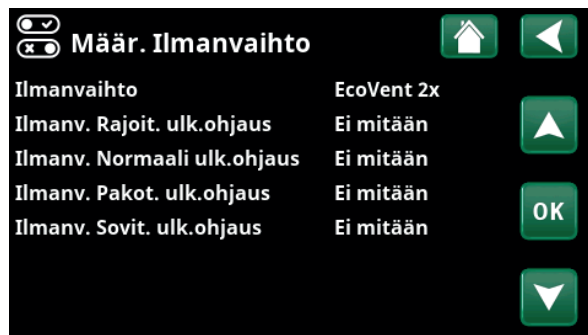 Määr. Ilmanvaihto
Ilmanvaihto EcoVent 2x
Ilmanv. Rajoit. ulk.ohjaus Ei mitään
Ilmanv. Normaali ulk.ohjaus Ei mitään
Ilmanv. Pakot. ulk.ohjaus Ei mitään
Ilmanv. Sovit. ulk.ohjaus Ei mitään
OK